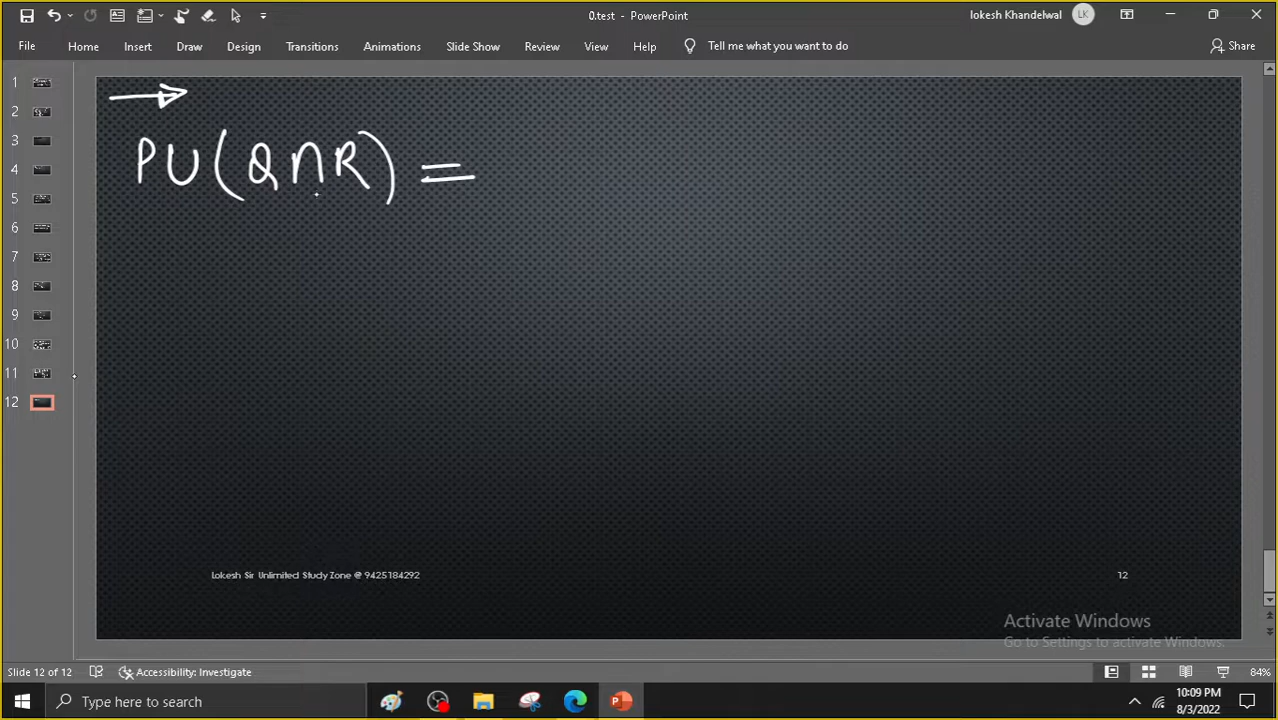 0.test - PowerPoint
lokesh Khandelwal
LK
File
Home
Insert
Draw
Design
Transitions
Animations
Slide Show
Review
View
Help
Tell me what you want to do
Share
1
2
3
4
5
6
7
8
9
10
11
12
P∪(Q∩R) =
Lokesh Sir Unlimited Study Zone @ 9425184292
12
Activate Windows
Go to Settings to activate Windows.
Slide 12 of 12
Accessibility: Investigate
84%
Type here to search
10:09 PM
8/3/2022